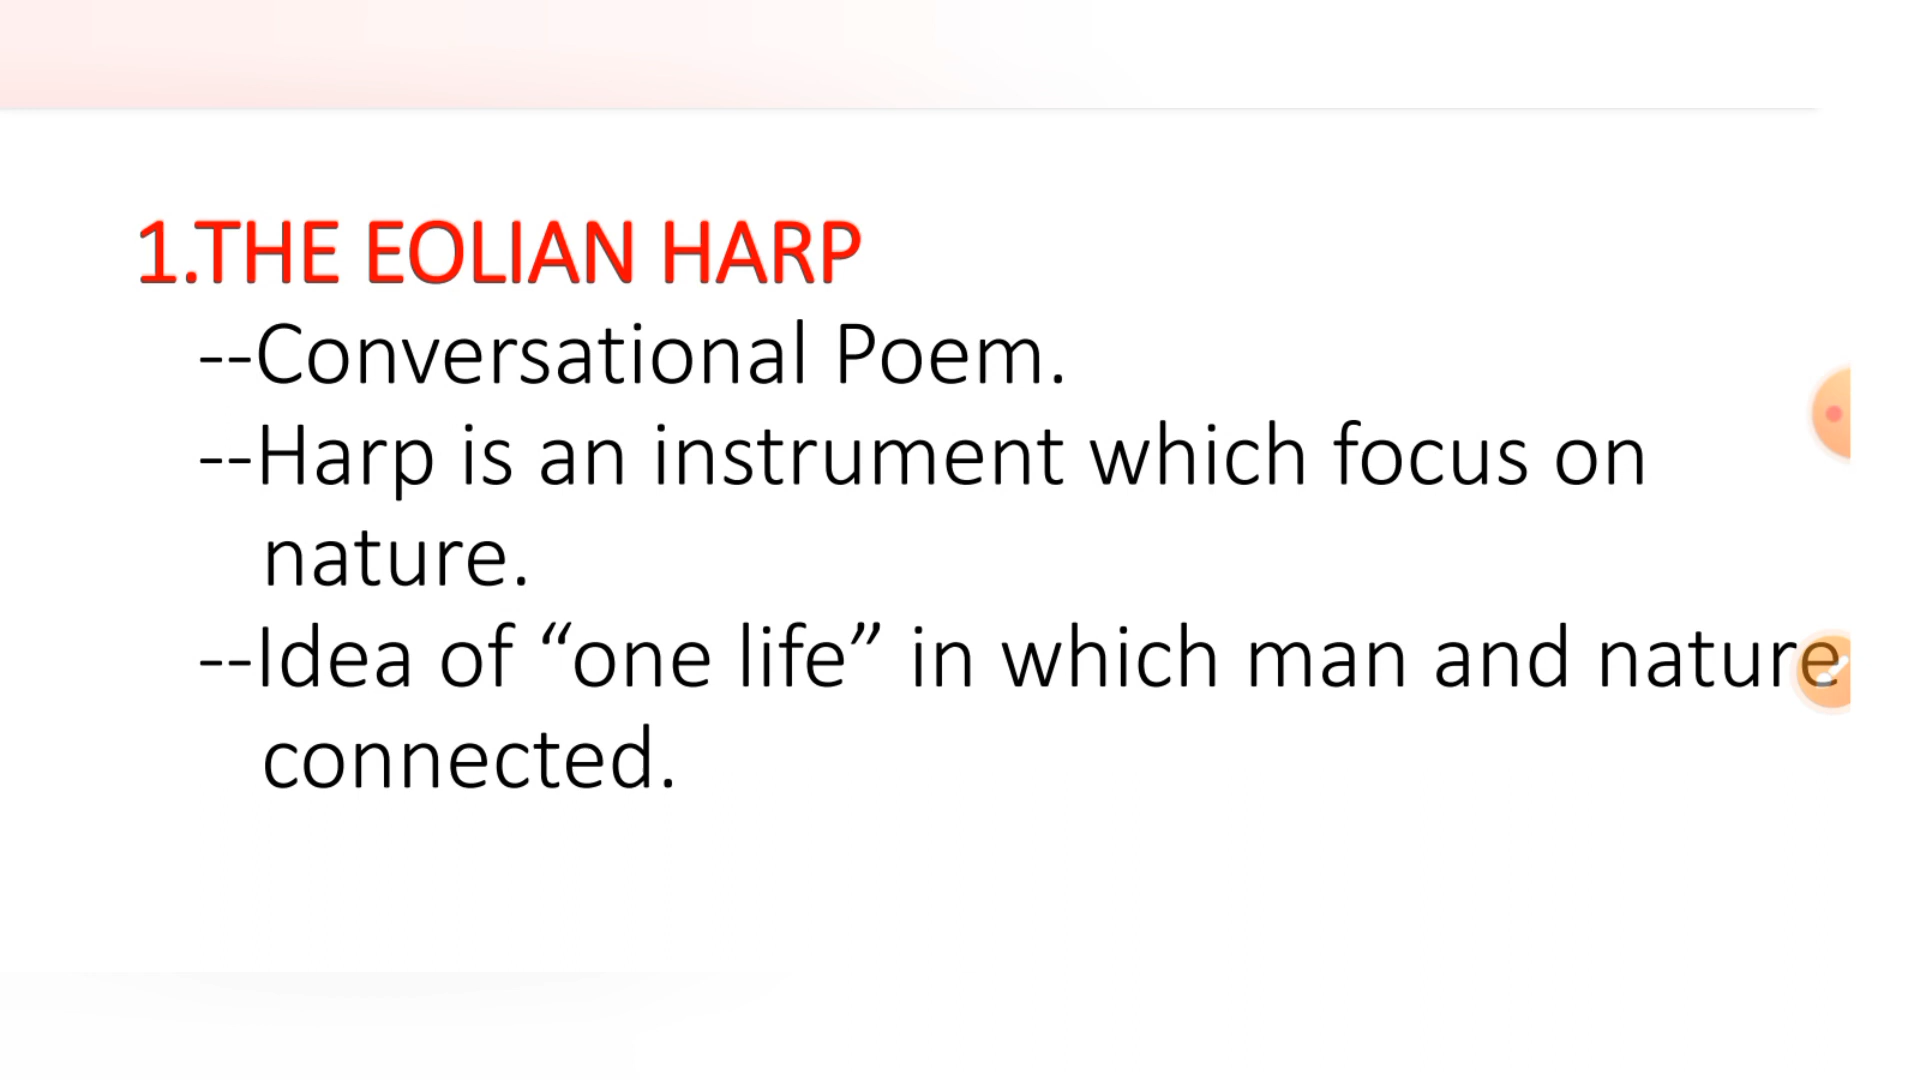 1.THE EOLIAN HARP
--Conversational Poem.
--Harp is an instrument which focus on
nature.
--Idea of “one life” in which man and nature
connected.